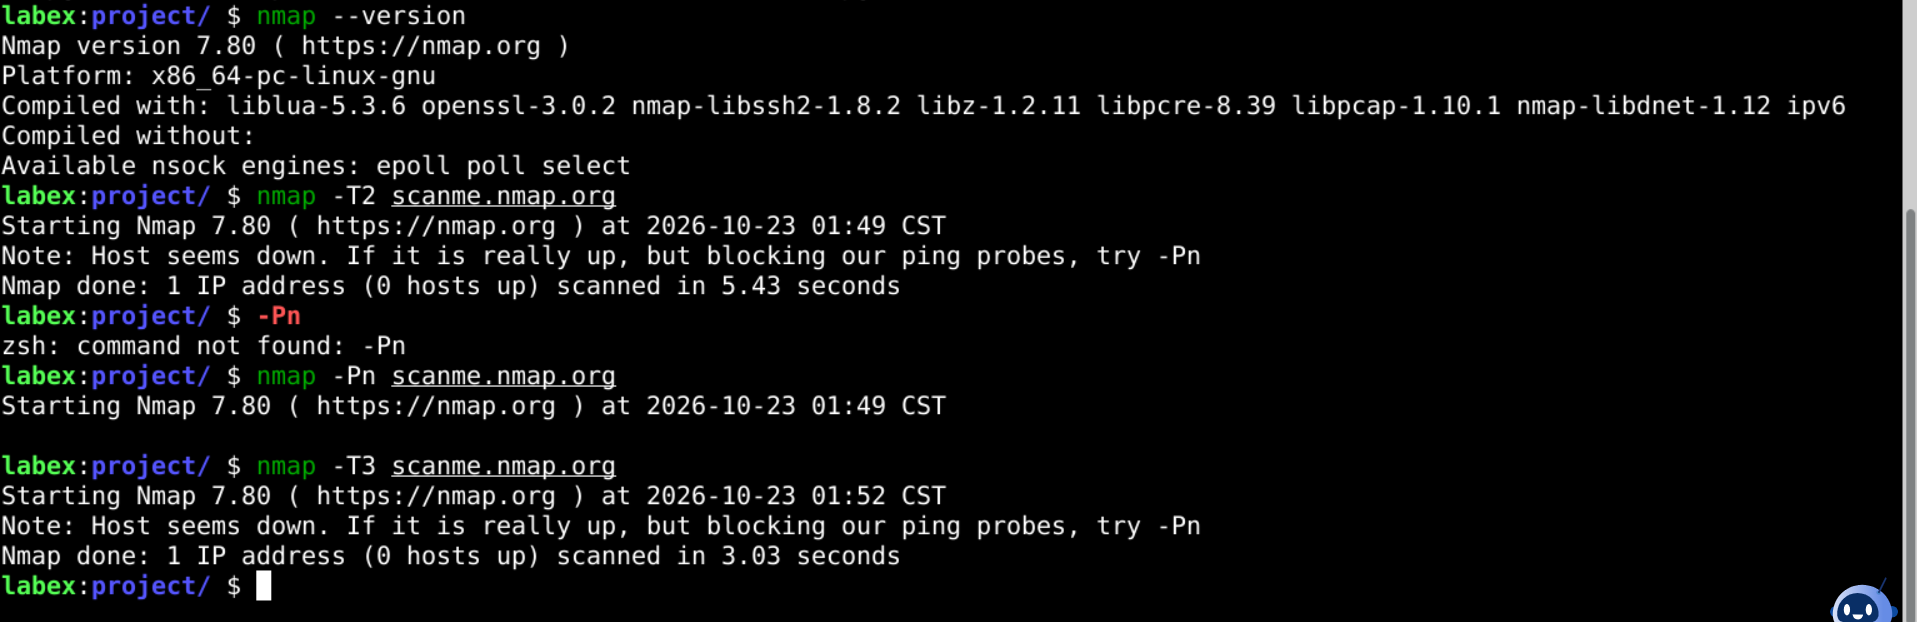 labex:project/ $ nmap --version
Nmap version 7.80 ( https://nmap.org )
Platform: x86_64-pc-linux-gnu
Compiled with: liblua-5.3.6 openssl-3.0.2 nmap-libssh2-1.8.2 libz-1.2.11 libpcre-8.39 libpcap-1.10.1 nmap-libdnet-1.12 ipv6
Compiled without:
Available nsock engines: epoll poll select
labex:project/ $ nmap -T2 scanme.nmap.org
Starting Nmap 7.80 ( https://nmap.org ) at 2026-10-23 01:49 CST
Note: Host seems down. If it is really up, but blocking our ping probes, try -Pn
Nmap done: 1 IP address (0 hosts up) scanned in 5.43 seconds
labex:project/ $ -Pn
zsh: command not found: -Pn
labex:project/ $ nmap -Pn scanme.nmap.org
Starting Nmap 7.80 ( https://nmap.org ) at 2026-10-23 01:49 CST
labex:project/ $ nmap -T3 scanme.nmap.org
Starting Nmap 7.80 ( https://nmap.org ) at 2026-10-23 01:52 CST
Note: Host seems down. If it is really up, but blocking our ping probes, try -Pn
Nmap done: 1 IP address (0 hosts up) scanned in 3.03 seconds
labex:project/ $